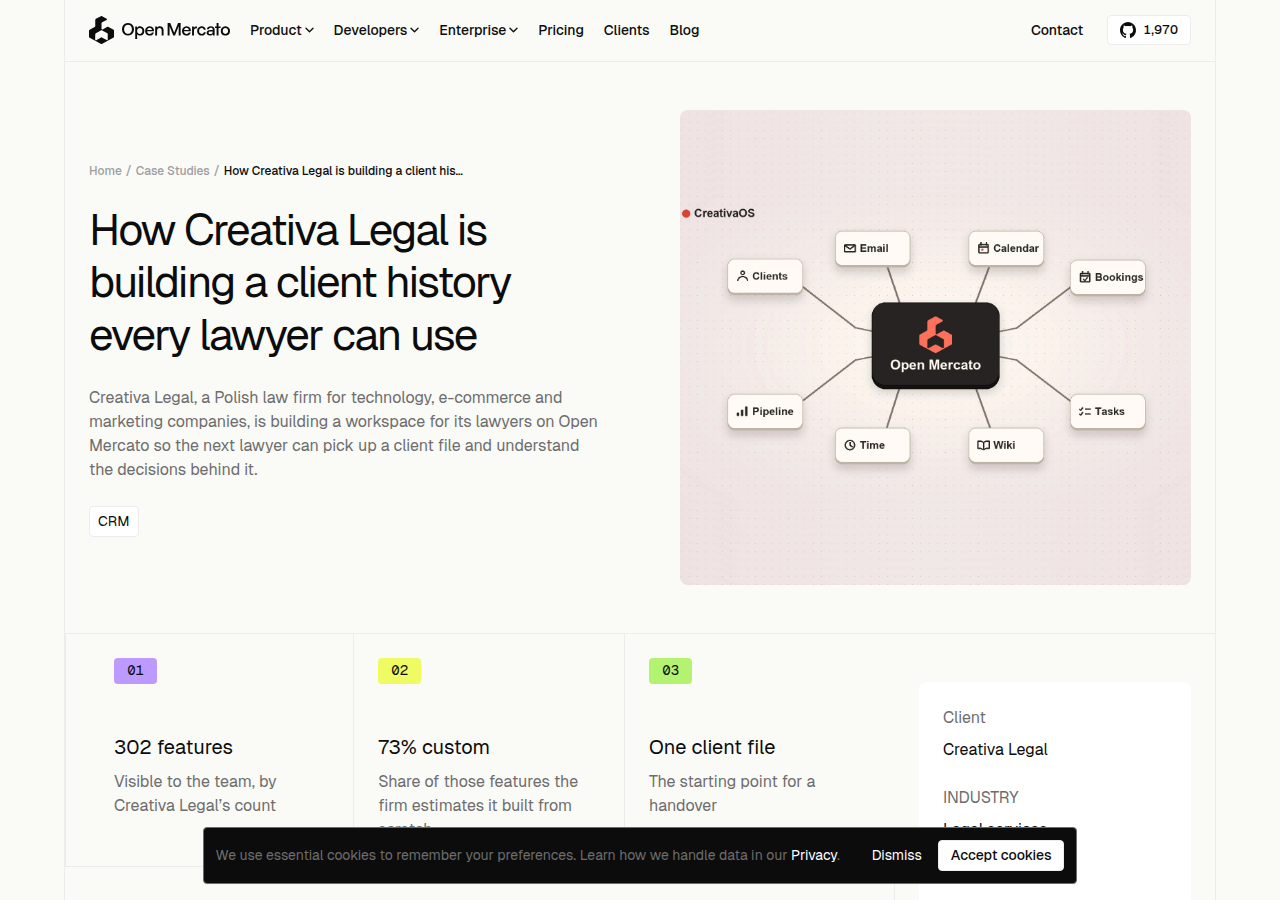 Open Mercato
Product
Developers
Enterprise
Pricing
Clients
Blog
Contact
1,970
Home / Case Studies / How Creativa Legal is building a client his...
How Creativa Legal is
building a client history
every lawyer can use
Creativa Legal, a Polish law firm for technology, e-commerce and
marketing companies, is building a workspace for its lawyers on Open
Mercato so the next lawyer can pick up a client file and understand
the decisions behind it.
CRM
CreativaOS
Email
Calendar
Clients
Bookings
Open Mercato
Pipeline
Tasks
Time
Wiki
01
302 features
Visible to the team, by
Creativa Legal's count
02
73% custom
Share of those features the
firm estimates it built from
03
One client file
The starting point for a
handover
Client
Creativa Legal
INDUSTRY
We use essential cookies to remember your preferences. Learn how we handle data in our Privacy.
Dismiss
Accept cookies